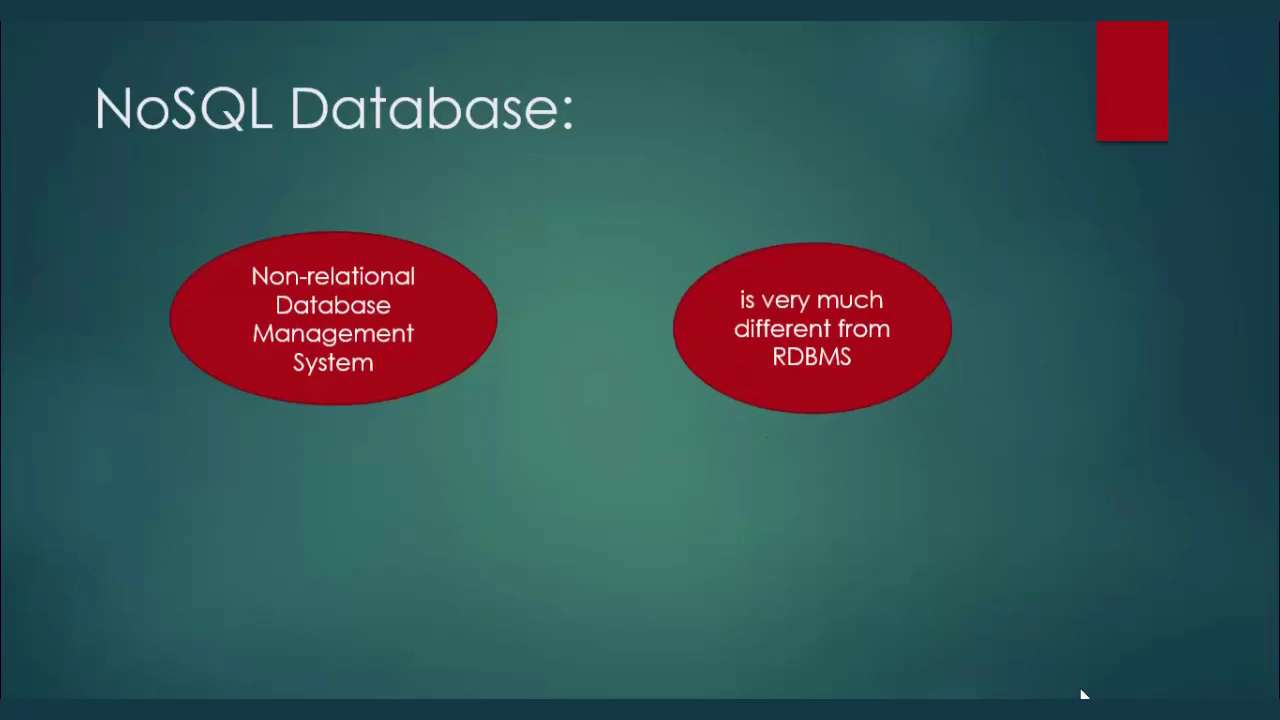 NoSQL Database:
Non-relational
Database
Management
System
is very much
different from
RDBMS